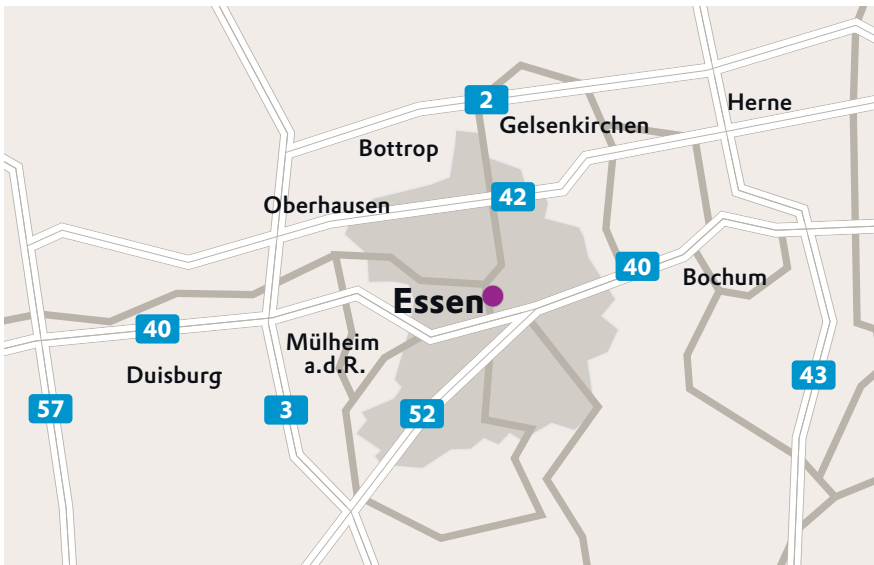 2
Herne
Gelsenkirchen
Bottrop
42
Oberhausen
40
Bochum
Essen
40
Mülheim
a.d.R.
Duisburg
43
57
3
52